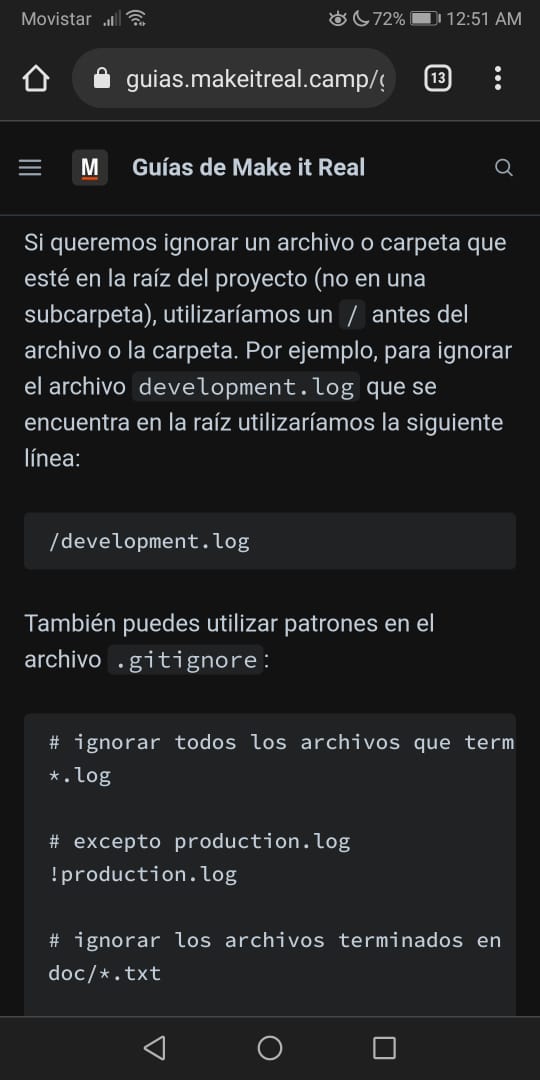 Movistar 72% 12:51 AM
guias.makeitreal.camp/ 13
M Guías de Make it Real
Si queremos ignorar un archivo o carpeta que
esté en la raíz del proyecto (no en una
subcarpeta), utilizaríamos un / antes del
archivo o la carpeta. Por ejemplo, para ignorar
el archivo development.log que se
encuentra en la raíz utilizaríamos la siguiente
línea:
/development.log
También puedes utilizar patrones en el
archivo .gitignore:
# ignorar todos los archivos que term
*.log
# excepto production.log
!production.log
# ignorar los archivos terminados en
doc/*.txt